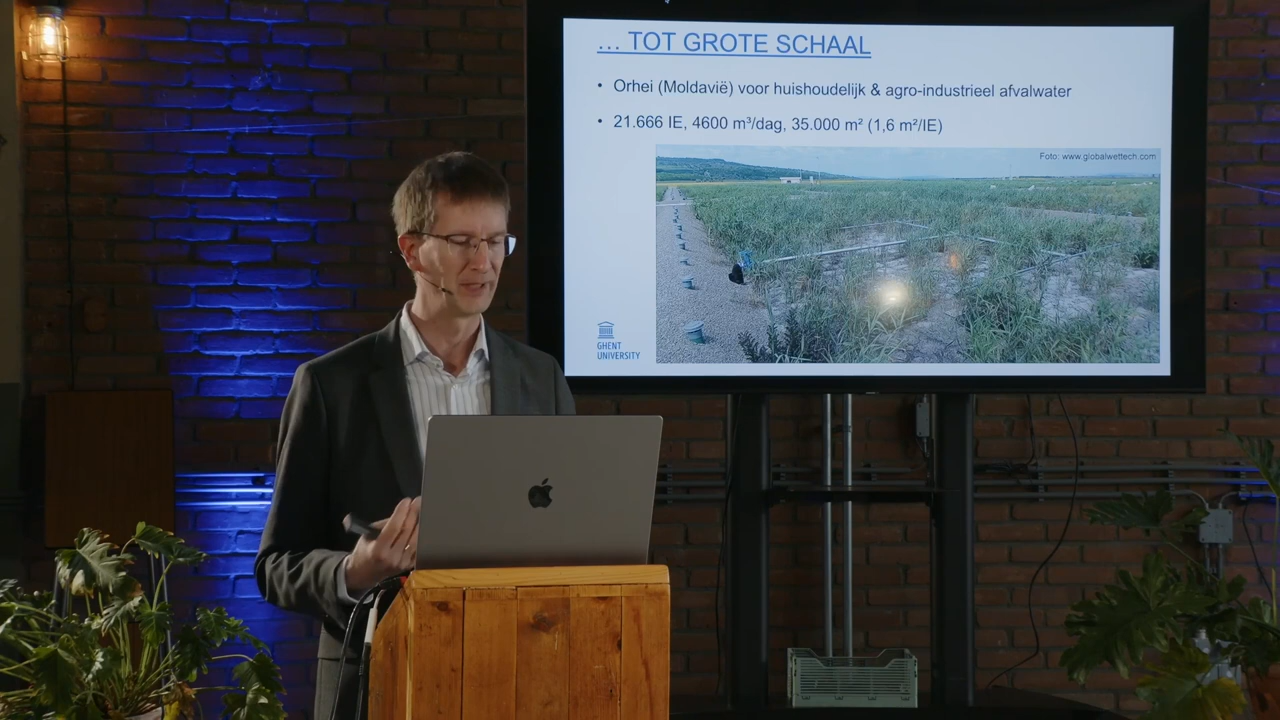 ... TOT GROTE SCHAAL
• Orhei (Moldavië) voor huishoudelijk & agro-industrieel afvalwater
• 21.666 IE, 4600 m³/dag, 35.000 m² (1,6 m²/IE)
Foto: www.globalwettech.com
GHENT
UNIVERSITY